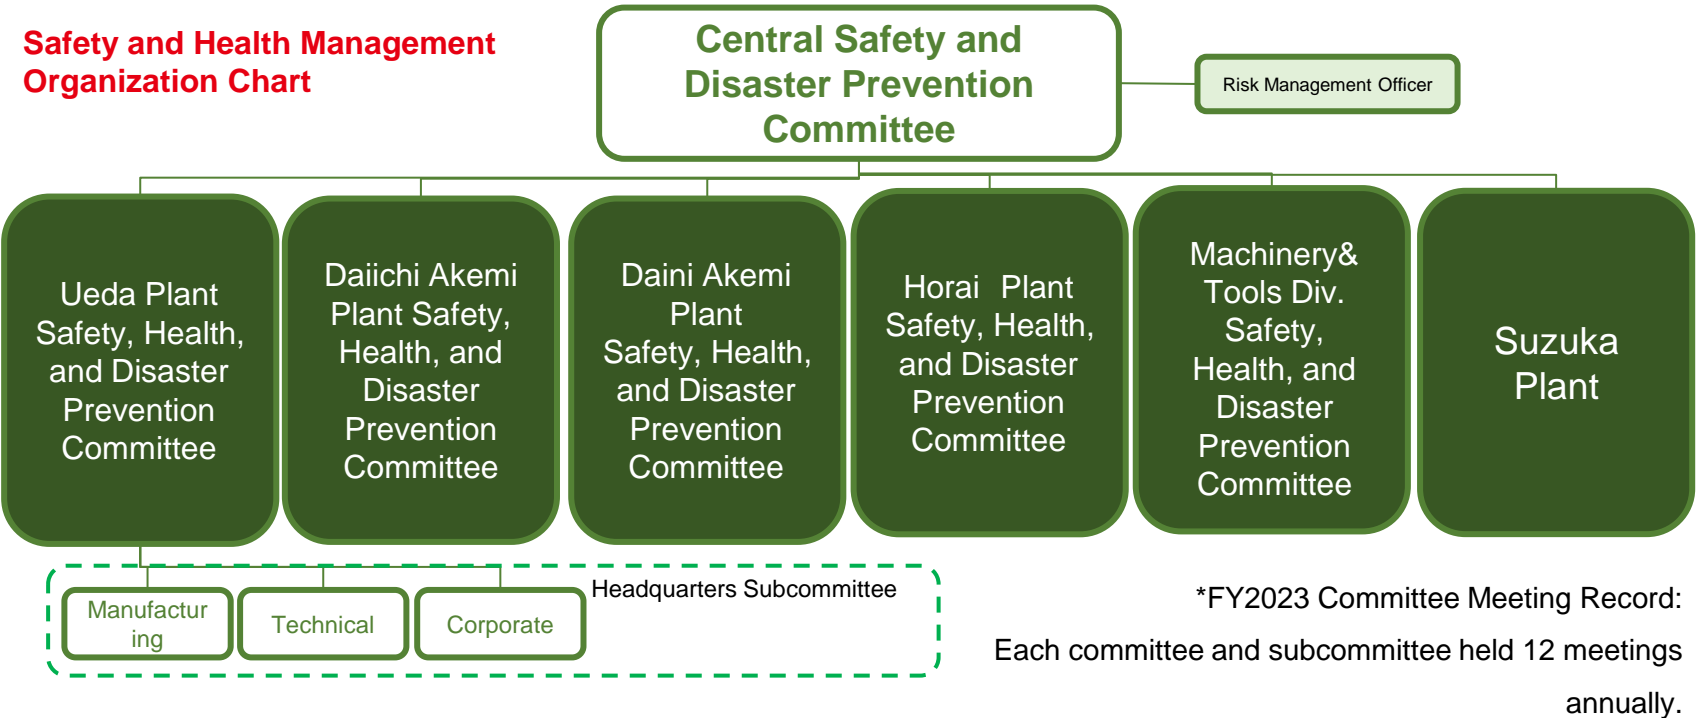 Safety and Health Management
Organization Chart
Central Safety and
Disaster Prevention
Committee
Risk Management Officer
Ueda Plant
Safety, Health,
and Disaster
Prevention
Committee
Daiichi Akemi
Plant Safety,
Health, and
Disaster
Prevention
Committee
Daini Akemi
Plant
Safety, Health,
and Disaster
Prevention
Committee
Horai Plant
Safety, Health,
and Disaster
Prevention
Committee
Machinery&
Tools Div.
Safety,
Health, and
Disaster
Prevention
Committee
Suzuka
Plant
Manufactur
ing
Technical
Corporate
Headquarters Subcommittee
*FY2023 Committee Meeting Record:
Each committee and subcommittee held 12 meetings
annually.